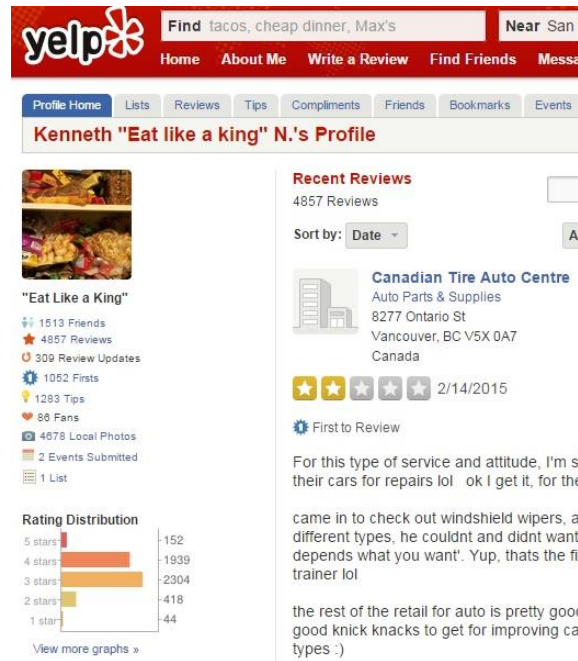 yelp
Find tacos, cheap dinner, Max's
Near San
Home About Me Write a Review Find Friends Messa
Profile Home Lists Reviews Tips Compliments Friends Bookmarks Events
Kenneth "Eat like a king" N.'s Profile
"Eat Like a King"
1513 Friends
4857 Reviews
309 Review Updates
1052 Firsts
1283 Tips
86 Fans
4678 Local Photos
2 Events Submitted
1 List
Rating Distribution
5 stars 152
4 stars 1939
3 stars 2304
2 stars 418
1 star 44
View more graphs »
Recent Reviews
4857 Reviews
Sort by: Date
A
Canadian Tire Auto Centre
Auto Parts & Supplies
8277 Ontario St
Vancouver, BC V5X 0A7
Canada
2/14/2015
First to Review
For this type of service and attitude, I'm s
their cars for repairs lol ok I get it, for the
came in to check out windshield wipers, a
different types, he couldnt and didnt want
depends what you want'. Yup, thats the fi
trainer lol
the rest of the retail for auto is pretty good
good knick knacks to get for improving ca
types :)